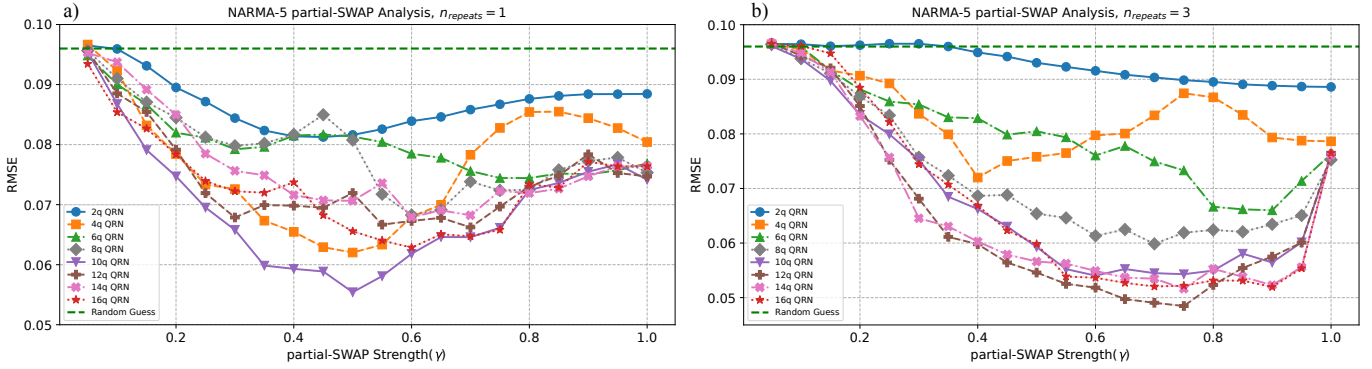 a)
NARMA-5 partial-SWAP Analysis, n_repeats = 1
0.10
0.09
0.08
0.07
0.06
0.05
RMSE
2q QRN
4q QRN
6q QRN
8q QRN
10q QRN
12q QRN
14q QRN
16q QRN
Random Guess
0.2
0.4
0.6
0.8
1.0
partial-SWAP Strength(γ)
b)
NARMA-5 partial-SWAP Analysis, n_repeats = 3
0.10
0.09
0.08
0.07
0.06
0.05
RMSE
2q QRN
4q QRN
6q QRN
8q QRN
10q QRN
12q QRN
14q QRN
16q QRN
Random Guess
0.2
0.4
0.6
0.8
1.0
partial-SWAP Strength(γ)